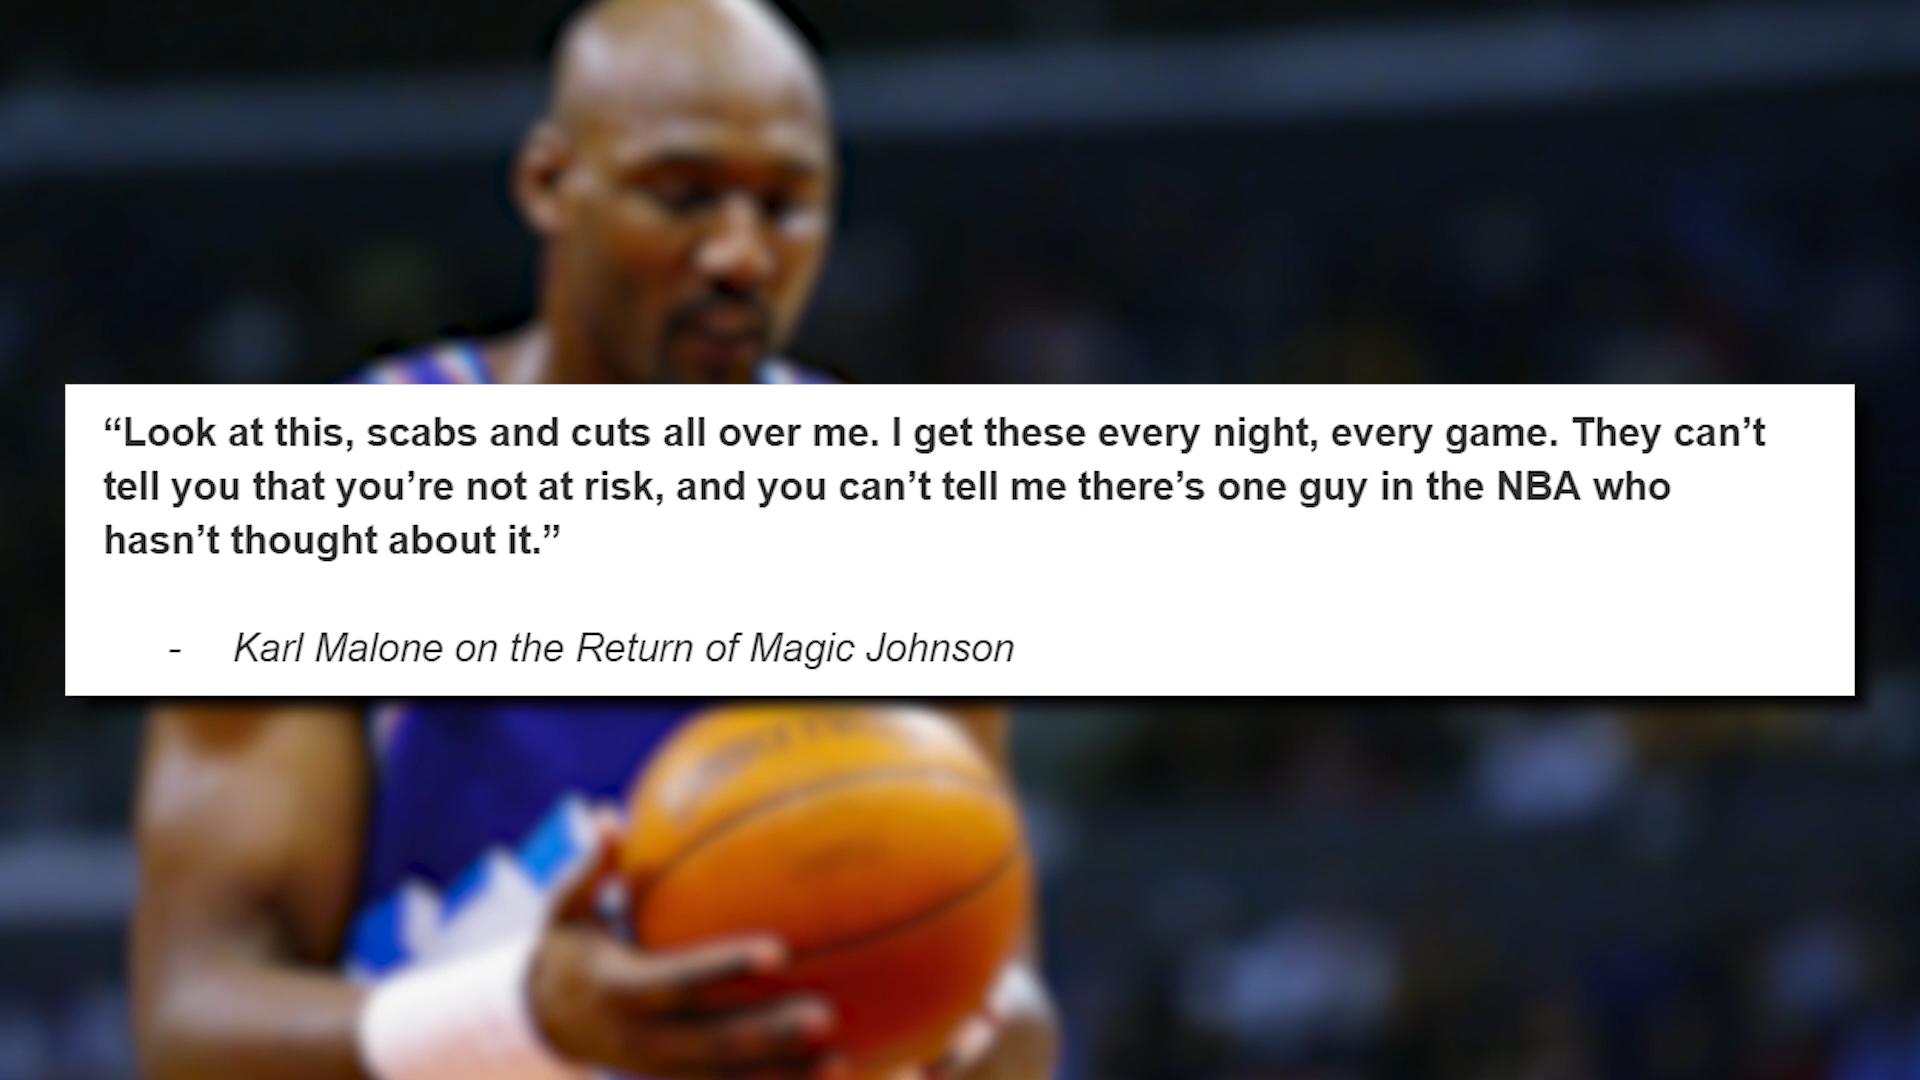 “Look at this, scabs and cuts all over me. I get these every night, every game. They can’t
tell you that you’re not at risk, and you can’t tell me there’s one guy in the NBA who
hasn’t thought about it.”
- Karl Malone on the Return of Magic Johnson